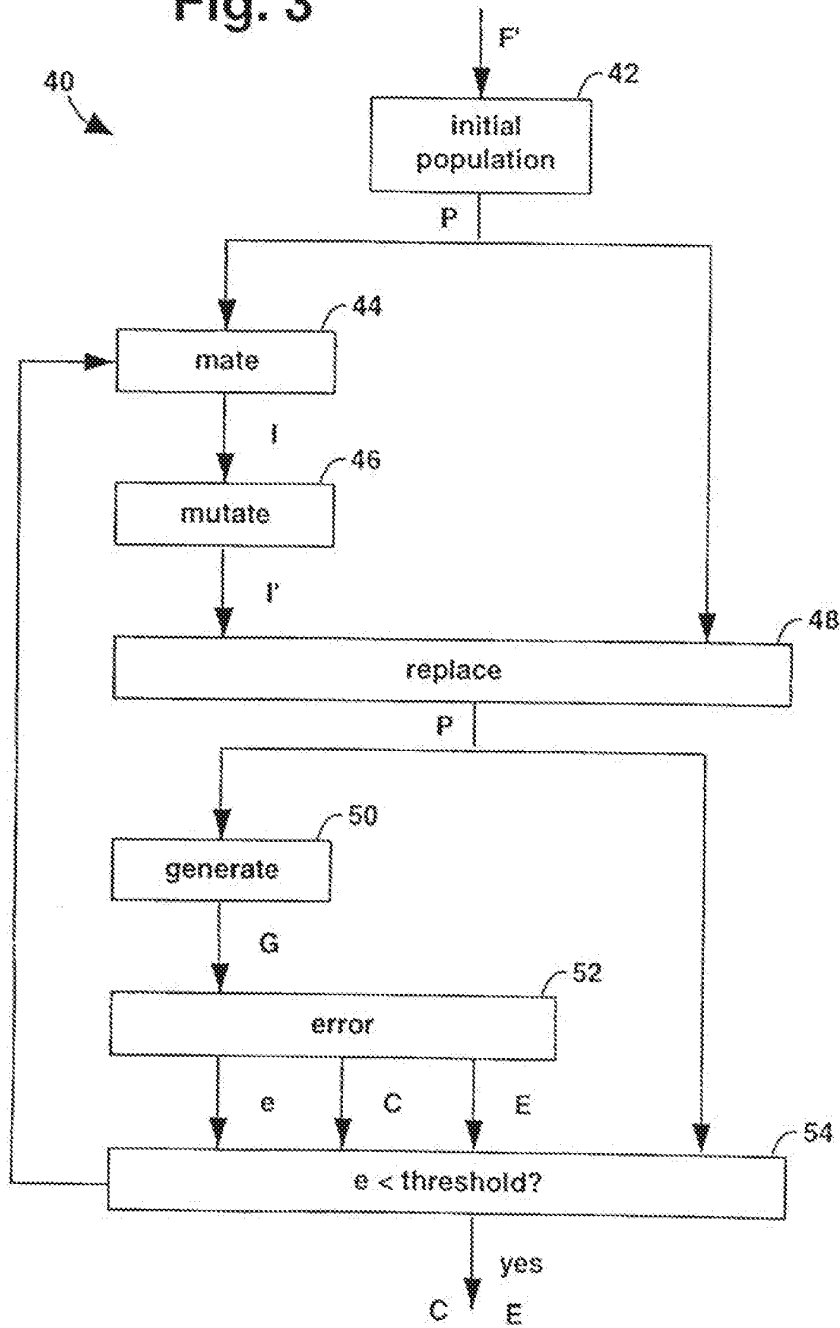 Fig. 3
F'
40
42
initial
population
P
44
mate
I
46
mutate
I'
48
replace
P
50
generate
G
52
error
e
C
E
54
e < threshold?
yes
C
E